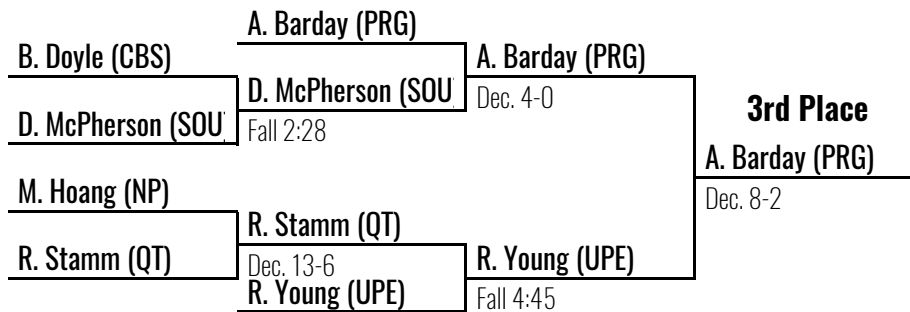 A. Barday (PRG)
B. Doyle (CBS)
A. Barday (PRG)
D. McPherson (SOU
Dec. 4-0
3rd Place
D. McPherson (SOU
Fall 2:28
A. Barday (PRG)
M. Hoang (NP)
Dec. 8-2
R. Stamm (QT)
R. Stamm (QT)
Dec. 13-6
R. Young (UPE)
R. Young (UPE)
Fall 4:45